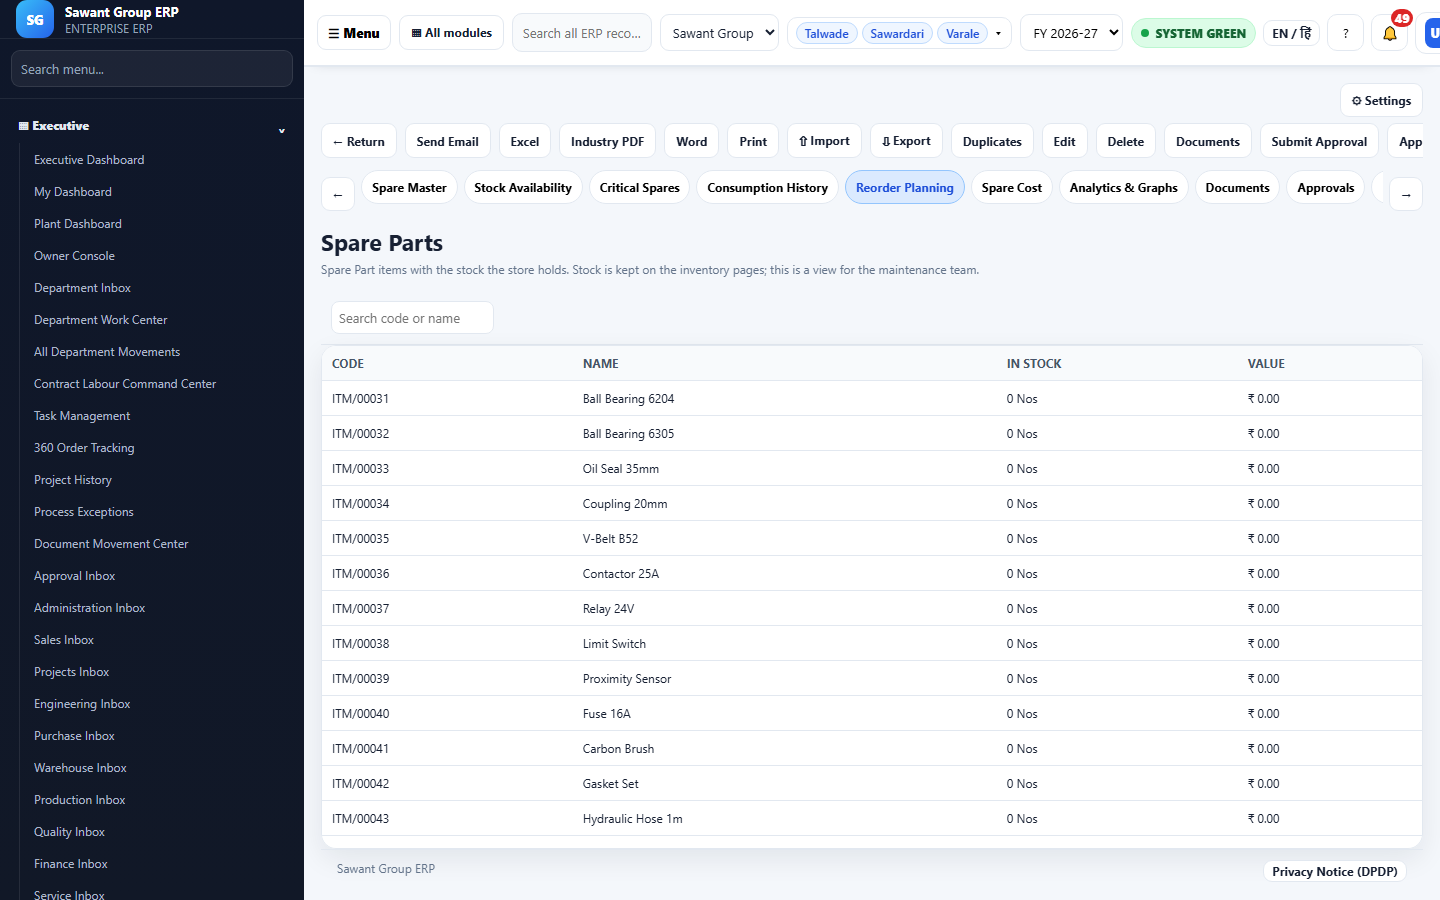 SG
Sawant Group ERP
ENTERPRISE ERP
Search menu...
Executive
Executive Dashboard
My Dashboard
Plant Dashboard
Owner Console
Department Inbox
Department Work Center
All Department Movements
Contract Labour Command Center
Task Management
360 Order Tracking
Project History
Process Exceptions
Document Movement Center
Approval Inbox
Administration Inbox
Sales Inbox
Projects Inbox
Engineering Inbox
Purchase Inbox
Warehouse Inbox
Production Inbox
Quality Inbox
Finance Inbox
Service Inbox
☰ Menu
All modules
Search all ERP reco...
Sawant Group
Talwade
Sawardari
Varale
FY 2026-27
SYSTEM GREEN
EN / हिं
?
49
U
⚙ Settings
← Return
Send Email
Excel
Industry PDF
Word
Print
⇧ Import
⇩ Export
Duplicates
Edit
Delete
Documents
Submit Approval
App
←
Spare Master
Stock Availability
Critical Spares
Consumption History
Reorder Planning
Spare Cost
Analytics & Graphs
Documents
Approvals
→
Spare Parts
Spare Part items with the stock the store holds. Stock is kept on the inventory pages; this is a view for the maintenance team.
Search code or name
CODE NAME IN STOCK VALUE
ITM/00031 Ball Bearing 6204 0 Nos ₹ 0.00
ITM/00032 Ball Bearing 6305 0 Nos ₹ 0.00
ITM/00033 Oil Seal 35mm 0 Nos ₹ 0.00
ITM/00034 Coupling 20mm 0 Nos ₹ 0.00
ITM/00035 V-Belt B52 0 Nos ₹ 0.00
ITM/00036 Contactor 25A 0 Nos ₹ 0.00
ITM/00037 Relay 24V 0 Nos ₹ 0.00
ITM/00038 Limit Switch 0 Nos ₹ 0.00
ITM/00039 Proximity Sensor 0 Nos ₹ 0.00
ITM/00040 Fuse 16A 0 Nos ₹ 0.00
ITM/00041 Carbon Brush 0 Nos ₹ 0.00
ITM/00042 Gasket Set 0 Nos ₹ 0.00
ITM/00043 Hydraulic Hose 1m 0 Nos ₹ 0.00
Sawant Group ERP
Privacy Notice (DPDP)